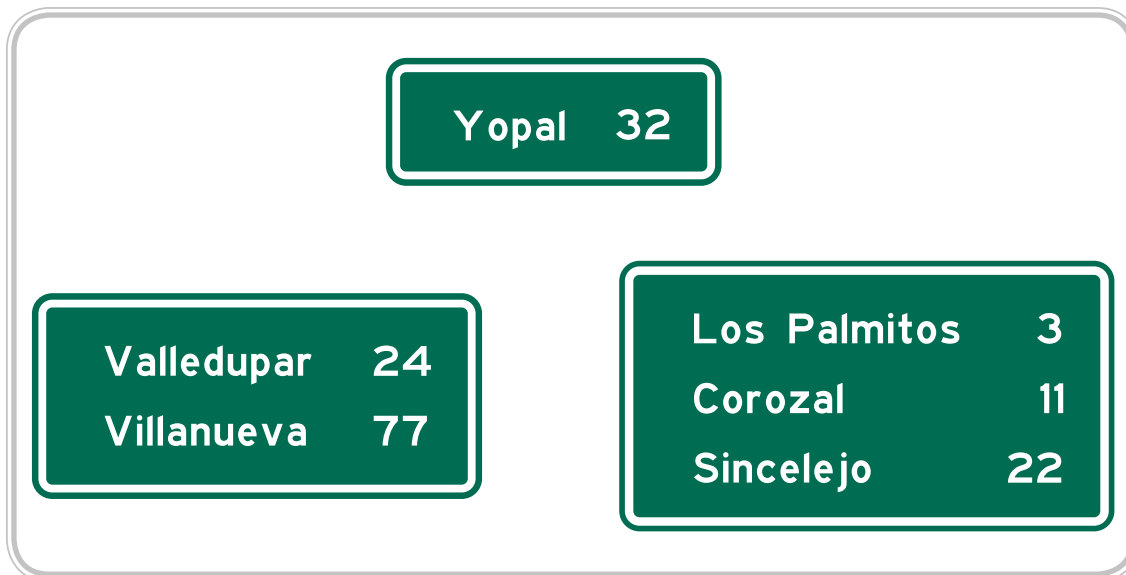 Yopal 32
Valledupar 24
Villanueva 77
Los Palmitos 3
Corozal 11
Sincelejo 22